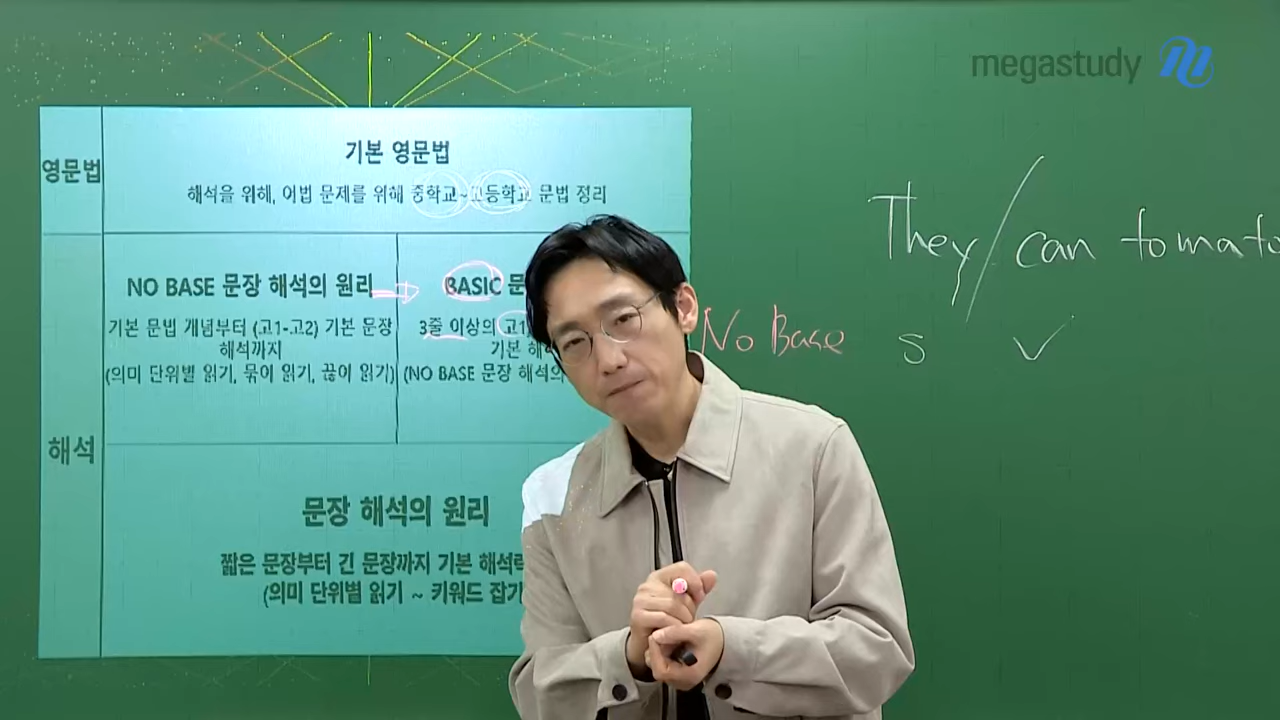 megastudy
영문법
기본 영문법
해석을 위해, 어법 문제를 위해 중학교~고등학교 문법 정리
NO BASE 문장 해석의 원리
기본 문법 개념부터 (고1-고2) 기본 문장
해석까지
(의미 단위별 읽기, 묶어 읽기, 끊어 읽기)
BASIC 문
3줄 이상의 고1
기본 해
(NO BASE 문장 해석의
해석
문장 해석의 원리
짧은 문장부터 긴 문장까지 기본 해석
(의미 단위별 읽기 ~ 키워드 잡기
They / can tomato
No Base S V